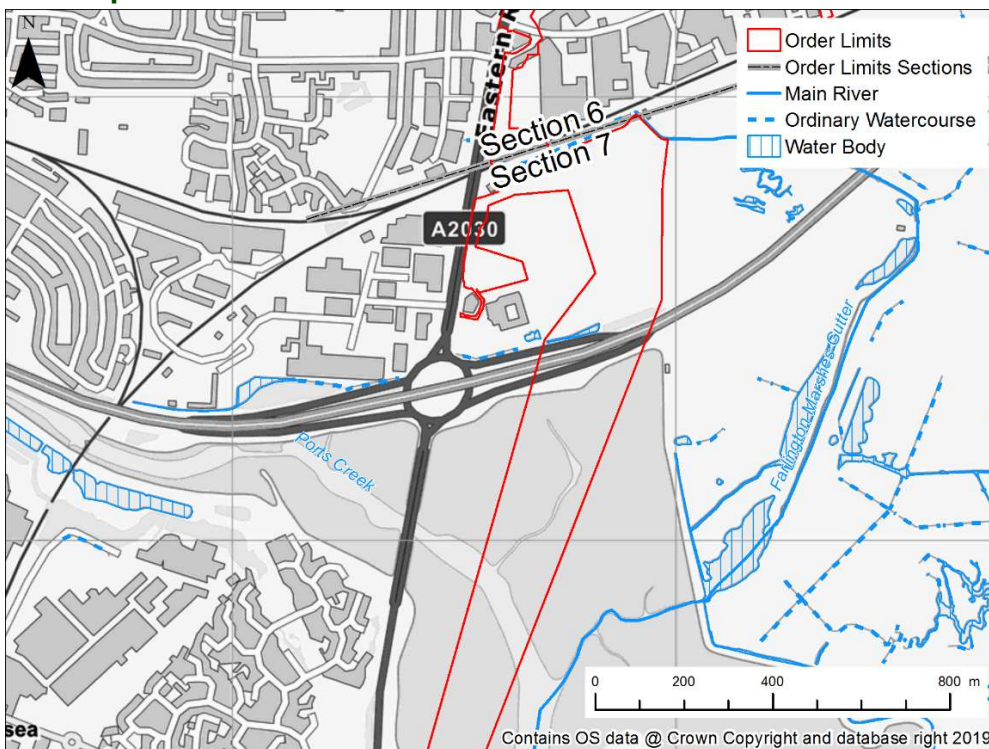 N
Eastern R
Order Limits
Order Limits Sections
Main River
Ordinary Watercourse
Water Body
Section 6
Section 7
A2030
Farlington Marshes Gutter
Ports Creek
0 200 400 800 m
sea
Contains OS data @ Crown Copyright and database right 2019